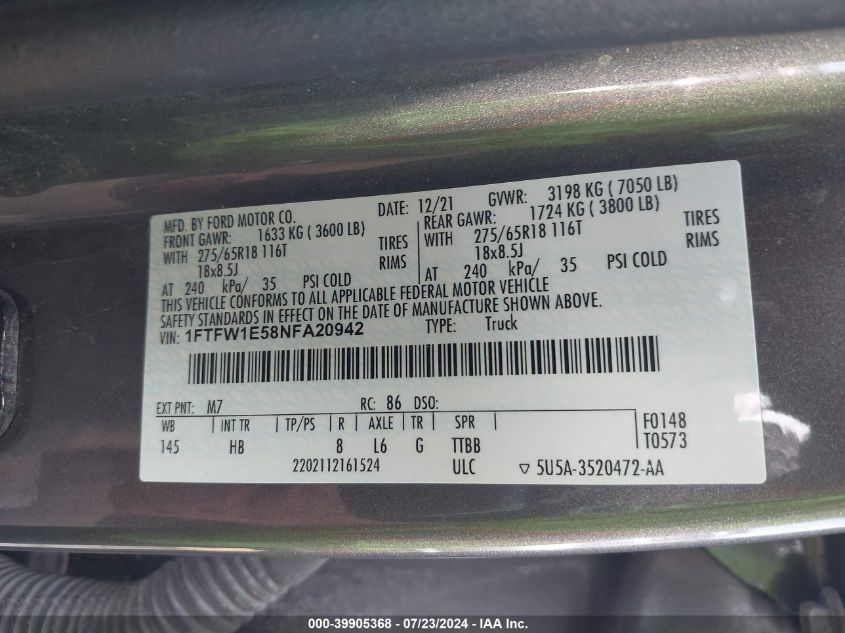 MFD. BY FORD MOTOR CO. DATE: 12/21 GVWR: 3198 KG ( 7050 LB)
FRONT GAWR: 1633 KG ( 3600 LB) REAR GAWR: 1724 KG ( 3800 LB)
WITH 275/65R18 116T TIRES WITH 275/65R18 116T TIRES
18x8.5J RIMS 18x8.5J RIMS
AT 240 kPa/ 35 PSI COLD AT 240 kPa/ 35 PSI COLD
THIS VEHICLE CONFORMS TO ALL APPLICABLE FEDERAL MOTOR VEHICLE
SAFETY STANDARDS IN EFFECT ON THE DATE OF MANUFACTURE SHOWN ABOVE.
VIN: 1FTFW1E58NFA20942 TYPE: Truck
EXT PNT: M7 RC: 86 DSO:
WB INT TR TP/PS R AXLE TR SPR F0148
145 HB 8 L6 G TTBB T0573
2202112161524 ULC ▽ 5U5A-3520472-AA
000-39905368 - 07/23/2024 - IAA Inc.